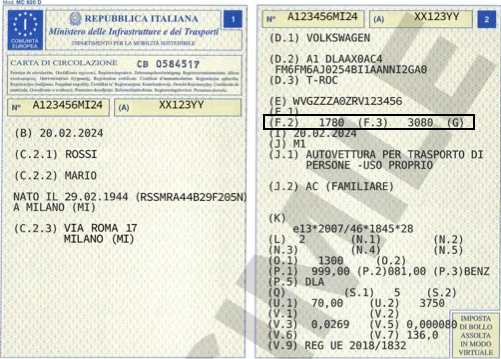 Mod. MC 820 D
COMUNITÀ
EUROPEA
REPUBBLICA ITALIANA
Ministero delle Infrastrutture e dei Trasporti
DIPARTIMENTO PER LA MOBILITÀ SOSTENIBILE
1
CARTA DI CIRCOLAZIONE CB 0584517
N° A123456MI24 (A) XX123YY
(B) 20.02.2024
(C.2.1) ROSSI
(C.2.2) MARIO
NATO IL 29.02.1944 (RSSMRA44B29F205N)
A MILANO (MI)
(C.2.3) VIA ROMA 17
MILANO (MI)
N° A123456MI24 (A) XX123YY 2
(D.1) VOLKSWAGEN
(D.2) A1 DLAAX0AC4
FM6FM6AJ0254BI1AANNI2GA0
(D.3) T-ROC
(E) WVGZZZA0ZRV123456
(F.1)
(F.2) 1780 (F.3) 3080 (G)
(I) 20.02.2024
(J) M1
(J.1) AUTOVETTURA PER TRASPORTO DI
PERSONE -USO PROPRIO
(J.2) AC (FAMILIARE)
(K)
e13*2007/46*1845*28
(L) 2 (N.1) (N.2)
(N.3) (N.4) (N.5)
(O.1) 1300 (O.2)
(P.1) 999,00 (P.2)081,00 (P.3)BENZ
(P.5) DLA
(Q) (S.1) 5 (S.2)
(U.1) 70,00 (U.2) 3750
(V.1) (V.2)
(V.3) 0,0269 (V.5) 0,000080
(V.6) (V.7) 136,0
(V.9) REG UE 2018/1832
IMPOSTA
DI BOLLO
ASSOLTA
IN MODO
VIRTUALE